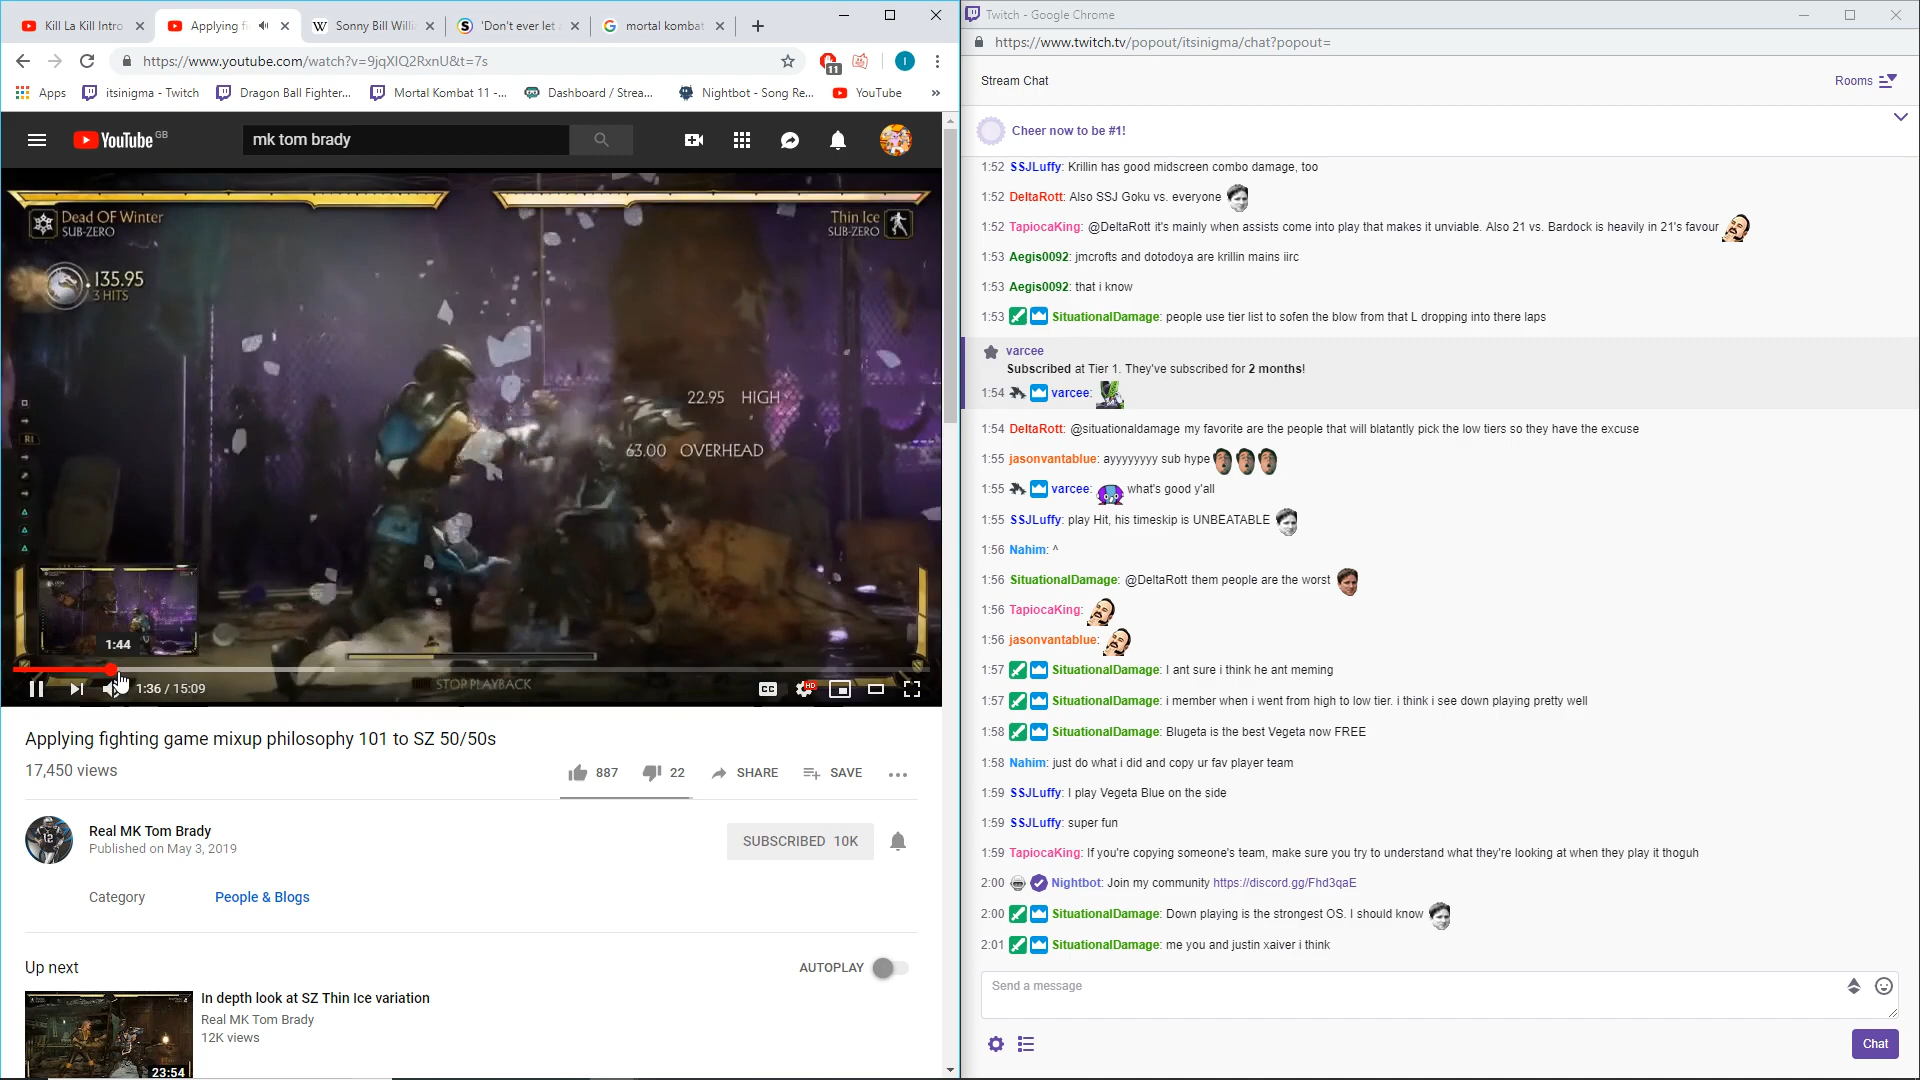 Kill La Kill Intro
Applying fi
Sonny Bill Willi
'Don't ever let
mortal kombat
https://www.youtube.com/watch?v=9jqXIQ2RxnU&t=7s
11
I
Apps
itsinigma - Twitch
Dragon Ball Fighter...
Mortal Kombat 11 -...
Dashboard / Strea...
Nightbot - Song Re...
YouTube
»
YouTube GB
mk tom brady
Dead OF Winter
SUB-ZERO
Thin Ice
SUB-ZERO
135.95
3 HITS
22.95 HIGH
63.00 OVERHEAD
R1
1:44
STOP PLAYBACK
1:36 / 15:09
CC
HD
Applying fighting game mixup philosophy 101 to SZ 50/50s
17,450 views
887
22
SHARE
SAVE
Real MK Tom Brady
Published on May 3, 2019
SUBSCRIBED 10K
Category
People & Blogs
Up next
AUTOPLAY
In depth look at SZ Thin Ice variation
Real MK Tom Brady
12K views
23:54
Twitch - Google Chrome
https://www.twitch.tv/popout/itsinigma/chat?popout=
Stream Chat
Rooms
Cheer now to be #1!
1:52 SSJLuffy: Krillin has good midscreen combo damage, too
1:52 DeltaRott: Also SSJ Goku vs. everyone
1:52 TapiocaKing: @DeltaRott it's mainly when assists come into play that makes it unviable. Also 21 vs. Bardock is heavily in 21's favour
1:53 Aegis0092: jmcrofts and dotodoya are krillin mains iirc
1:53 Aegis0092: that i know
1:53 SituationalDamage: people use tier list to sofen the blow from that L dropping into there laps
varcee
Subscribed at Tier 1. They've subscribed for 2 months!
1:54 varcee:
1:54 DeltaRott: @situationaldamage my favorite are the people that will blatantly pick the low tiers so they have the excuse
1:55 jasonvantablue: ayyyyyyyy sub hype
1:55 varcee: what's good y'all
1:55 SSJLuffy: play Hit, his timeskip is UNBEATABLE
1:56 Nahim: ^
1:56 SituationalDamage: @DeltaRott them people are the worst
1:56 TapiocaKing:
1:56 jasonvantablue:
1:57 SituationalDamage: I ant sure i think he ant meming
1:57 SituationalDamage: i member when i went from high to low tier. i think i see down playing pretty well
1:58 SituationalDamage: Blugeta is the best Vegeta now FREE
1:58 Nahim: just do what i did and copy ur fav player team
1:59 SSJLuffy: I play Vegeta Blue on the side
1:59 SSJLuffy: super fun
1:59 TapiocaKing: If you're copying someone's team, make sure you try to understand what they're looking at when they play it thoguh
2:00 Nightbot: Join my community https://discord.gg/Fhd3qaE
2:00 SituationalDamage: Down playing is the strongest OS. I should know
2:01 SituationalDamage: me you and justin xaiver i think
Send a message
Chat